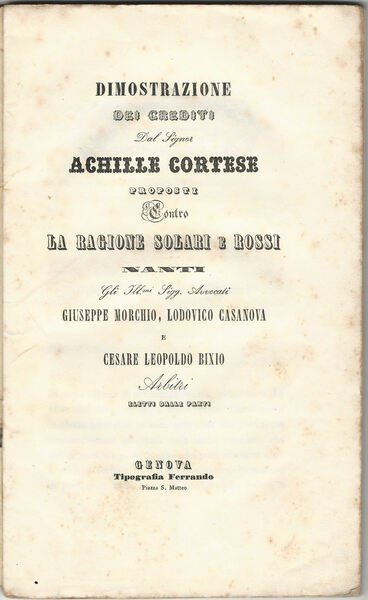 DIMOSTRAZIONE
DEI CREDITI
Dal Signor
ACHILLE CORTESE
PROPOSTI
Contro
LA RAGIONE SOLARI E ROSSI
NANTI
Gli Ill.mi Sigg. Avvocati
GIUSEPPE MORCHIO, LODOVICO CASANOVA
E
CESARE LEOPOLDO BIXIO
Arbitri
ELETTI DALLE PARTI
GENOVA
Tipografia Ferrando
Piazza S. Matteo